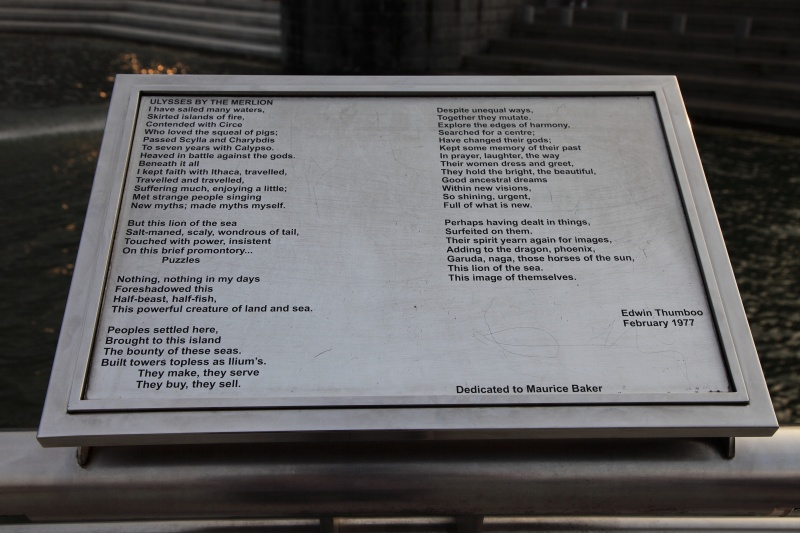 ULYSSES BY THE MERLION
I have sailed many waters,
Skirted islands of fire,
Contended with Circe
Who loved the squeal of pigs;
Passed Scylla and Charydis
To seven years with Calypso.
Heaved in battle against the gods.
Beneath it all
I kept faith with Ithaca, travelled,
Travelled and travelled,
Suffering much, enjoying a little;
Met strange people singing
New myths; made myths myself.
But this lion of the sea
Salt-maned, scaly, wondrous of tail,
Touched with power, insistent
On this brief promontory...
Puzzles
Nothing, nothing in my days
Foreshadowed this
Half-beast, half-fish,
This powerful creature of land and sea.
Peoples settled here,
Brought to this island
The bounty of these seas.
Built towers topless as Ilium's.
They make, they serve
They buy, they sell.
Despite unequal ways,
Together they mutate.
Explore the edges of harmony,
Searched for a centre;
Have changed their gods;
Kept some memory of their past
In prayer, laughter, the way
Their women dress and greet,
They hold the bright, the beautiful,
Good ancestral dreams
Within new visions,
So shining, urgent,
Full of what is new.
Perhaps having dealt in things,
Surfeited on them.
Their spirit yearn again for images,
Adding to the dragon, phoenix,
Garuda, naga, those horses of the sun,
This lion of the sea.
This image of themselves.
Edwin Thumboo
February 1977
Dedicated to Maurice Baker